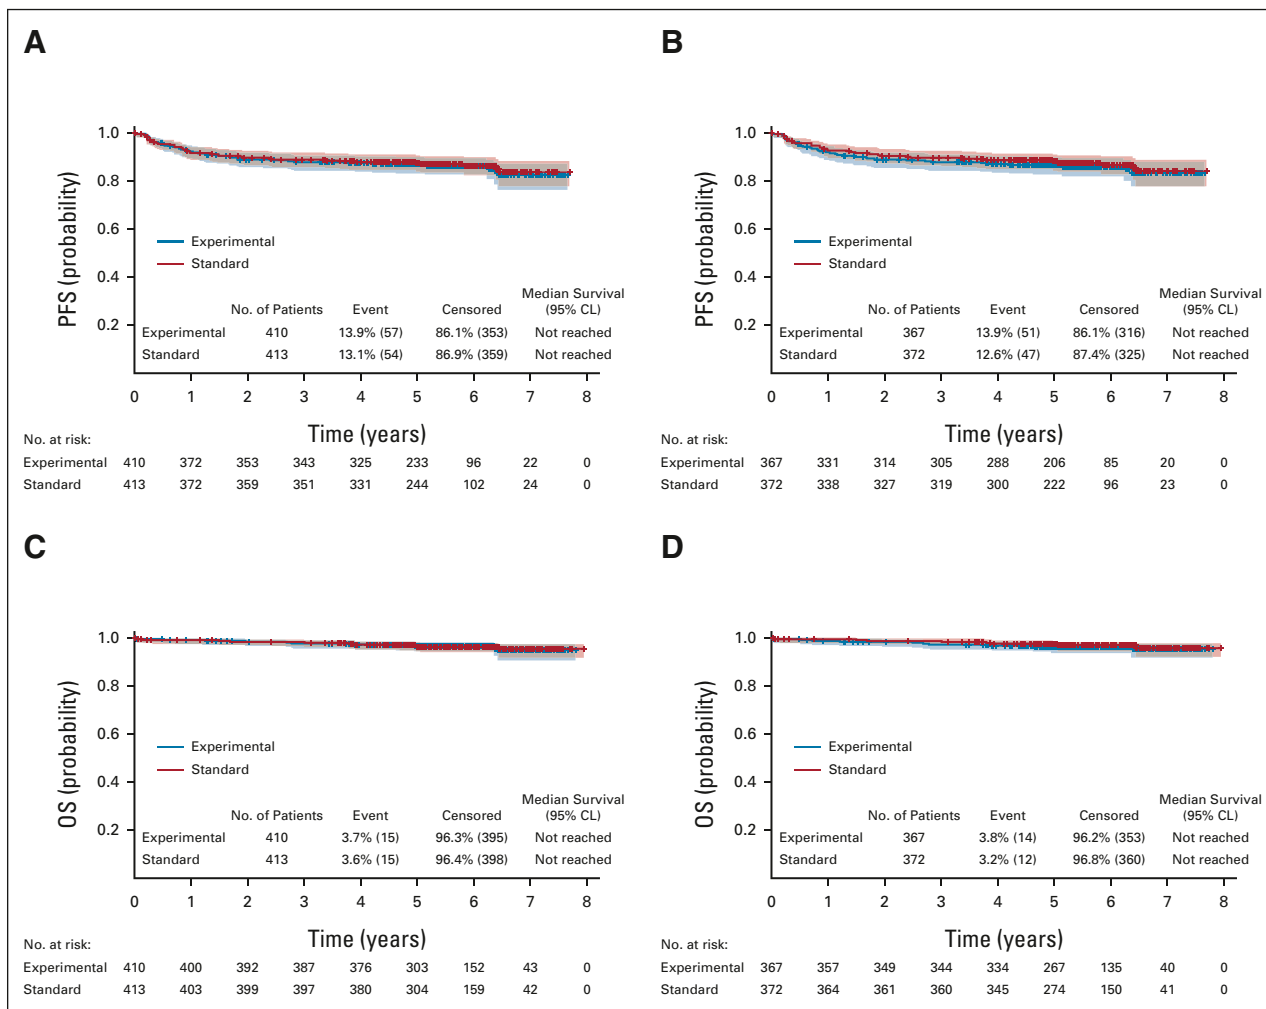 A
1.0
0.8
0.6
0.4
0.2
PFS (probability)
Experimental
Standard
No. of Patients Event Censored Median Survival (95% CL)
Experimental 410 13.9% (57) 86.1% (353) Not reached
Standard 413 13.1% (54) 86.9% (359) Not reached
0 1 2 3 4 5 6 7 8
Time (years)
No. at risk:
Experimental 410 372 353 343 325 233 96 22 0
Standard 413 372 359 351 331 244 102 24 0
B
1.0
0.8
0.6
0.4
0.2
PFS (probability)
Experimental
Standard
No. of Patients Event Censored Median Survival (95% CL)
Experimental 367 13.9% (51) 86.1% (316) Not reached
Standard 372 12.6% (47) 87.4% (325) Not reached
0 1 2 3 4 5 6 7 8
Time (years)
No. at risk:
Experimental 367 331 314 305 288 206 85 20 0
Standard 372 338 327 319 300 222 96 23 0
C
1.0
0.8
0.6
0.4
0.2
OS (probability)
Experimental
Standard
No. of Patients Event Censored Median Survival (95% CL)
Experimental 410 3.7% (15) 96.3% (395) Not reached
Standard 413 3.6% (15) 96.4% (398) Not reached
0 1 2 3 4 5 6 7 8
Time (years)
No. at risk:
Experimental 410 400 392 387 376 303 152 43 0
Standard 413 403 399 397 380 304 159 42 0
D
1.0
0.8
0.6
0.4
0.2
OS (probability)
Experimental
Standard
No. of Patients Event Censored Median Survival (95% CL)
Experimental 367 3.8% (14) 96.2% (353) Not reached
Standard 372 3.2% (12) 96.8% (360) Not reached
0 1 2 3 4 5 6 7 8
Time (years)
No. at risk:
Experimental 367 357 349 344 334 267 135 40 0
Standard 372 364 361 360 345 274 150 41 0